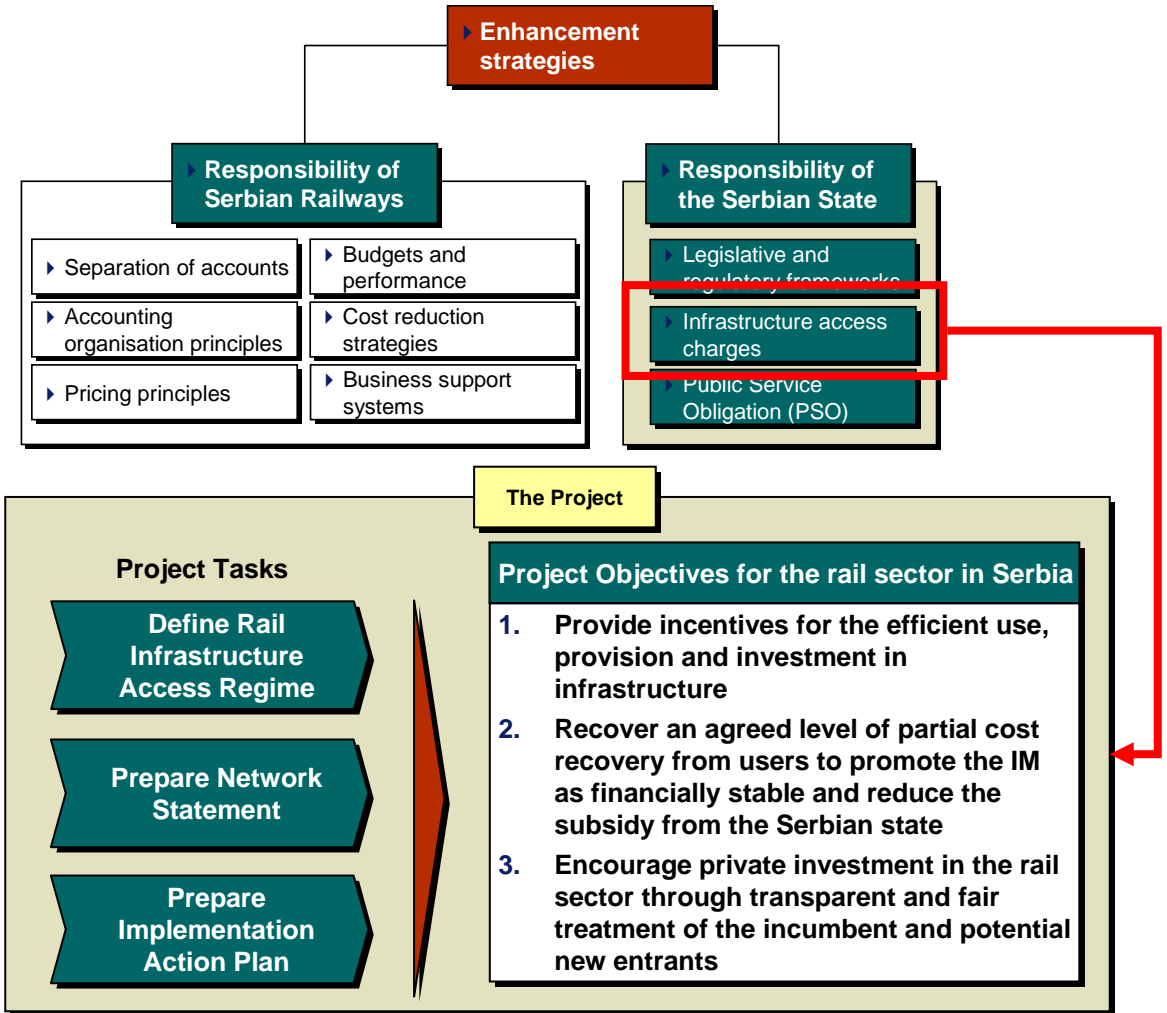 Enhancement
strategies
Responsibility of
Serbian Railways
Separation of accounts
Accounting
organisation principles
Pricing principles
Budgets and
performance
Cost reduction
strategies
Business support
systems
Responsibility of
the Serbian State
Legislative and
regulatory frameworks
Infrastructure access
charges
Public Service
Obligation (PSO)
The Project
Project Tasks
Define Rail
Infrastructure
Access Regime
Prepare Network
Statement
Prepare
Implementation
Action Plan
Project Objectives for the rail sector in Serbia
1. Provide incentives for the efficient use,
provision and investment in
infrastructure
2. Recover an agreed level of partial cost
recovery from users to promote the IM
as financially stable and reduce the
subsidy from the Serbian state
3. Encourage private investment in the rail
sector through transparent and fair
treatment of the incumbent and potential
new entrants